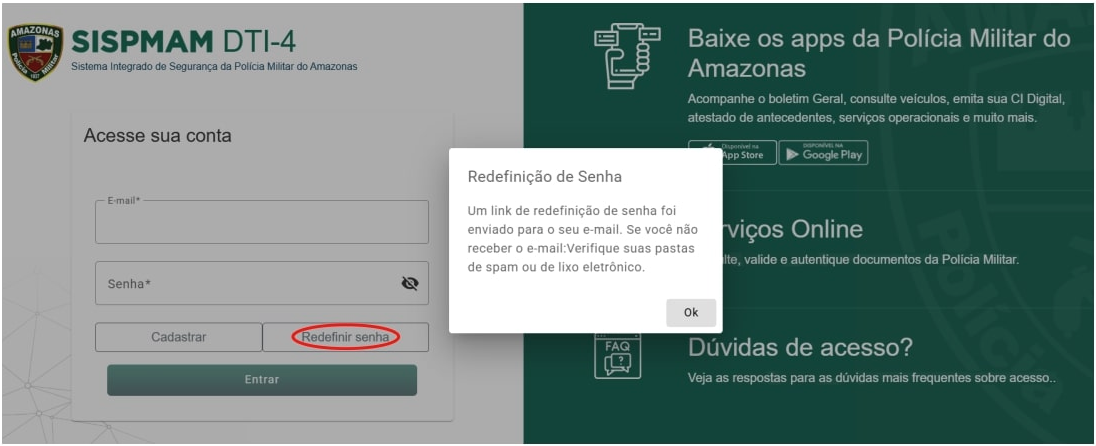 AMAZONAS
1837
SISPMAM DTI-4
Sistema Integrado de Segurança da Polícia Militar do Amazonas
Acesse sua conta
E-mail*
Senha*
Cadastrar
Redefinir senha
Entrar
Redefinição de Senha
Um link de redefinição de senha foi
enviado para o seu e-mail. Se você não
receber o e-mail:Verifique suas pastas
de spam ou de lixo eletrônico.
Ok
Baixe os apps da Polícia Militar do
Amazonas
Acompanhe o boletim Geral, consulte veículos, emita sua CI Digital,
atestado de antecedentes, serviços operacionais e muito mais.
Disponível na
App Store
DISPONÍVEL NA
Google Play
rviços Online
lte, valide e autentique documentos da Polícia Militar.
FAQ
?
Dúvidas de acesso?
Veja as respostas para as dúvidas mais frequentes sobre acesso..
Polícia